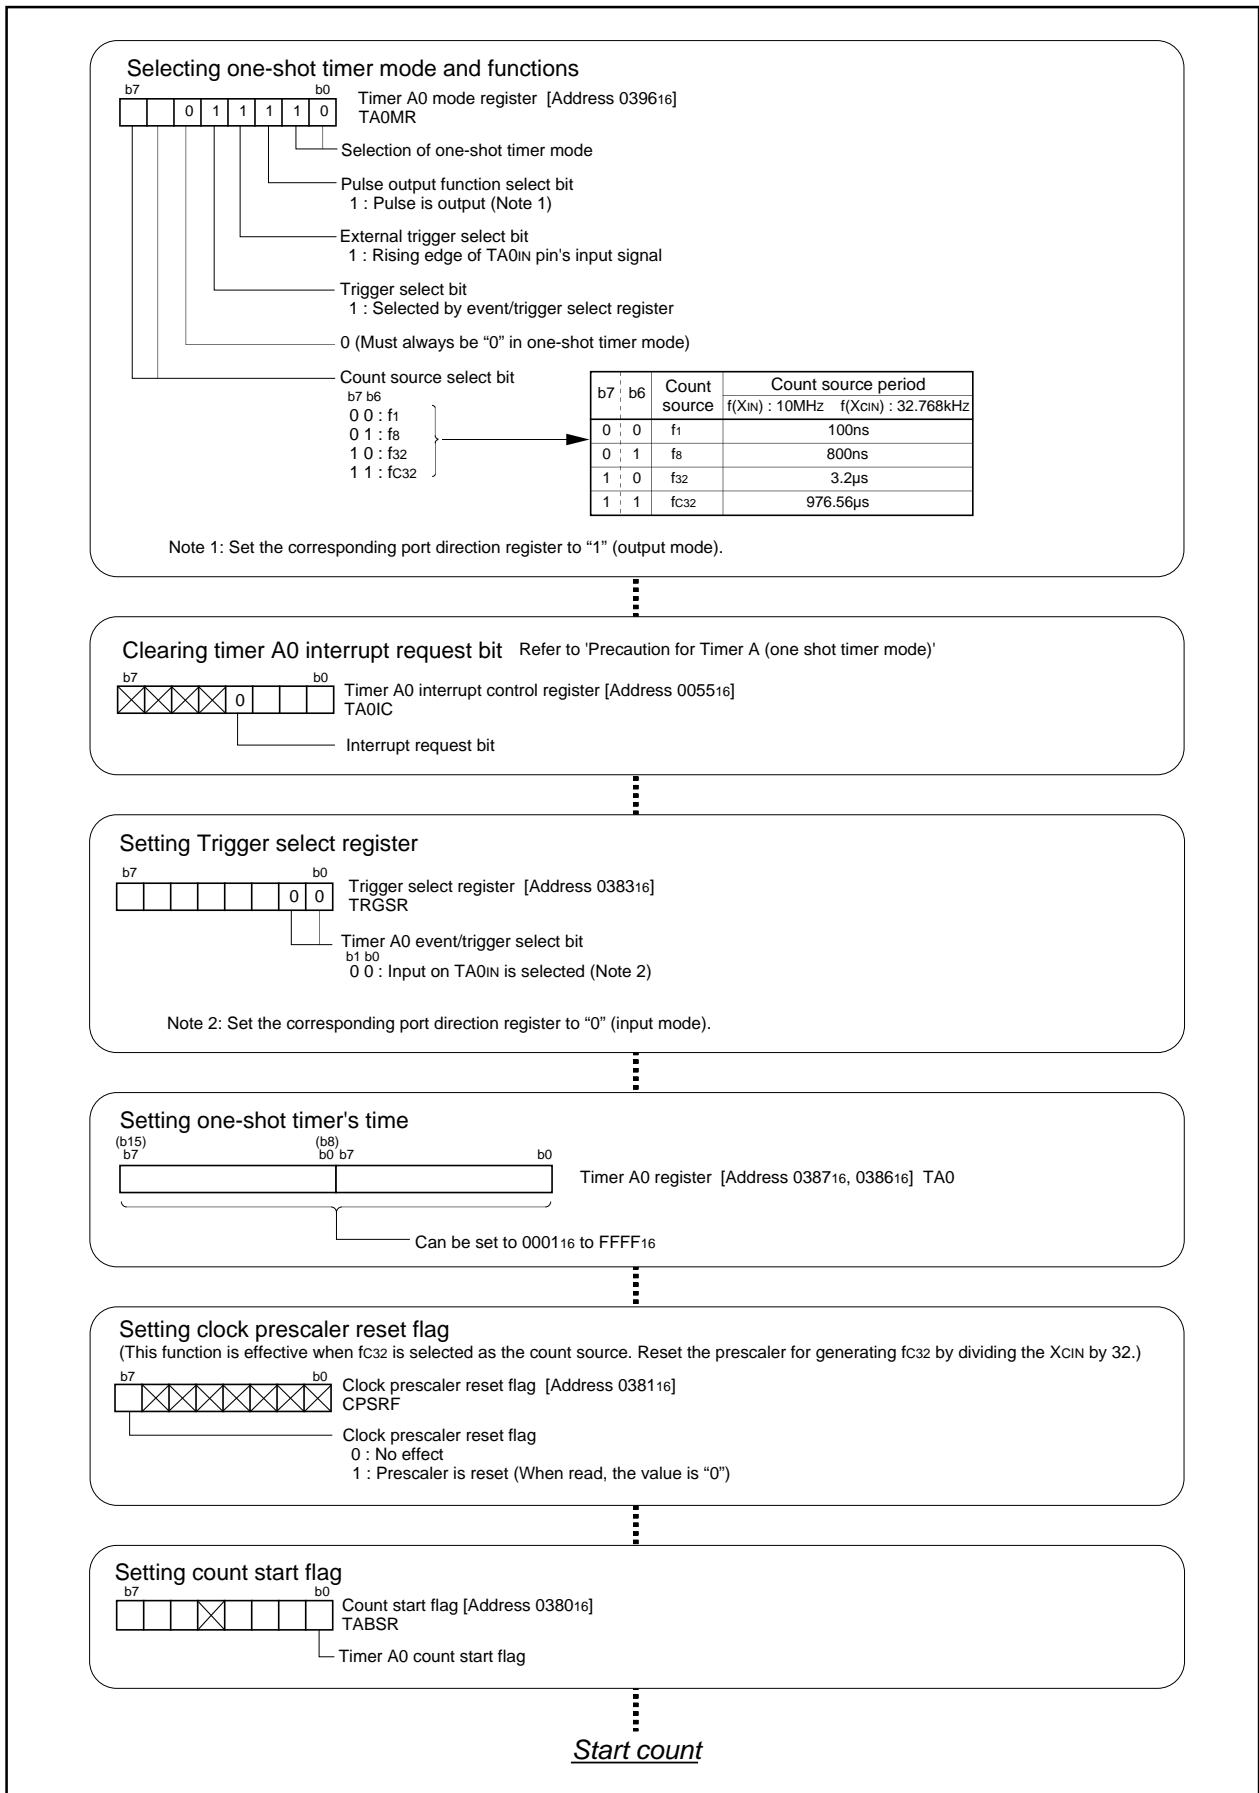 Selecting one-shot timer mode and functions
b7 b0
0 1 1 1 1 0
Timer A0 mode register [Address 039616]
TA0MR
Selection of one-shot timer mode
Pulse output function select bit
1 : Pulse is output (Note 1)
External trigger select bit
1 : Rising edge of TA0IN pin's input signal
Trigger select bit
1 : Selected by event/trigger select register
0 (Must always be “0” in one-shot timer mode)
Count source select bit
b7 b6
0 0 : f1
0 1 : f8
1 0 : f32
1 1 : fC32
b7 b6 Count source Count source period
f(XIN) : 10MHz f(XCIN) : 32.768kHz
0 0 f1 100ns
0 1 f8 800ns
1 0 f32 3.2µs
1 1 fC32 976.56µs
Note 1: Set the corresponding port direction register to “1” (output mode).
Clearing timer A0 interrupt request bit Refer to 'Precaution for Timer A (one shot timer mode)'
b7 b0
0
Timer A0 interrupt control register [Address 005516]
TA0IC
Interrupt request bit
Setting Trigger select register
b7 b0
0 0
Trigger select register [Address 038316]
TRGSR
Timer A0 event/trigger select bit
b1 b0
0 0 : Input on TA0IN is selected (Note 2)
Note 2: Set the corresponding port direction register to “0” (input mode).
Setting one-shot timer's time
(b15) (b8)
b7 b0 b7 b0
Timer A0 register [Address 038716, 038616] TA0
Can be set to 000116 to FFFF16
Setting clock prescaler reset flag
(This function is effective when fC32 is selected as the count source. Reset the prescaler for generating fC32 by dividing the XCIN by 32.)
b7 b0
Clock prescaler reset flag [Address 038116]
CPSRF
Clock prescaler reset flag
0 : No effect
1 : Prescaler is reset (When read, the value is “0”)
Setting count start flag
b7 b0
Count start flag [Address 038016]
TABSR
Timer A0 count start flag
Start count